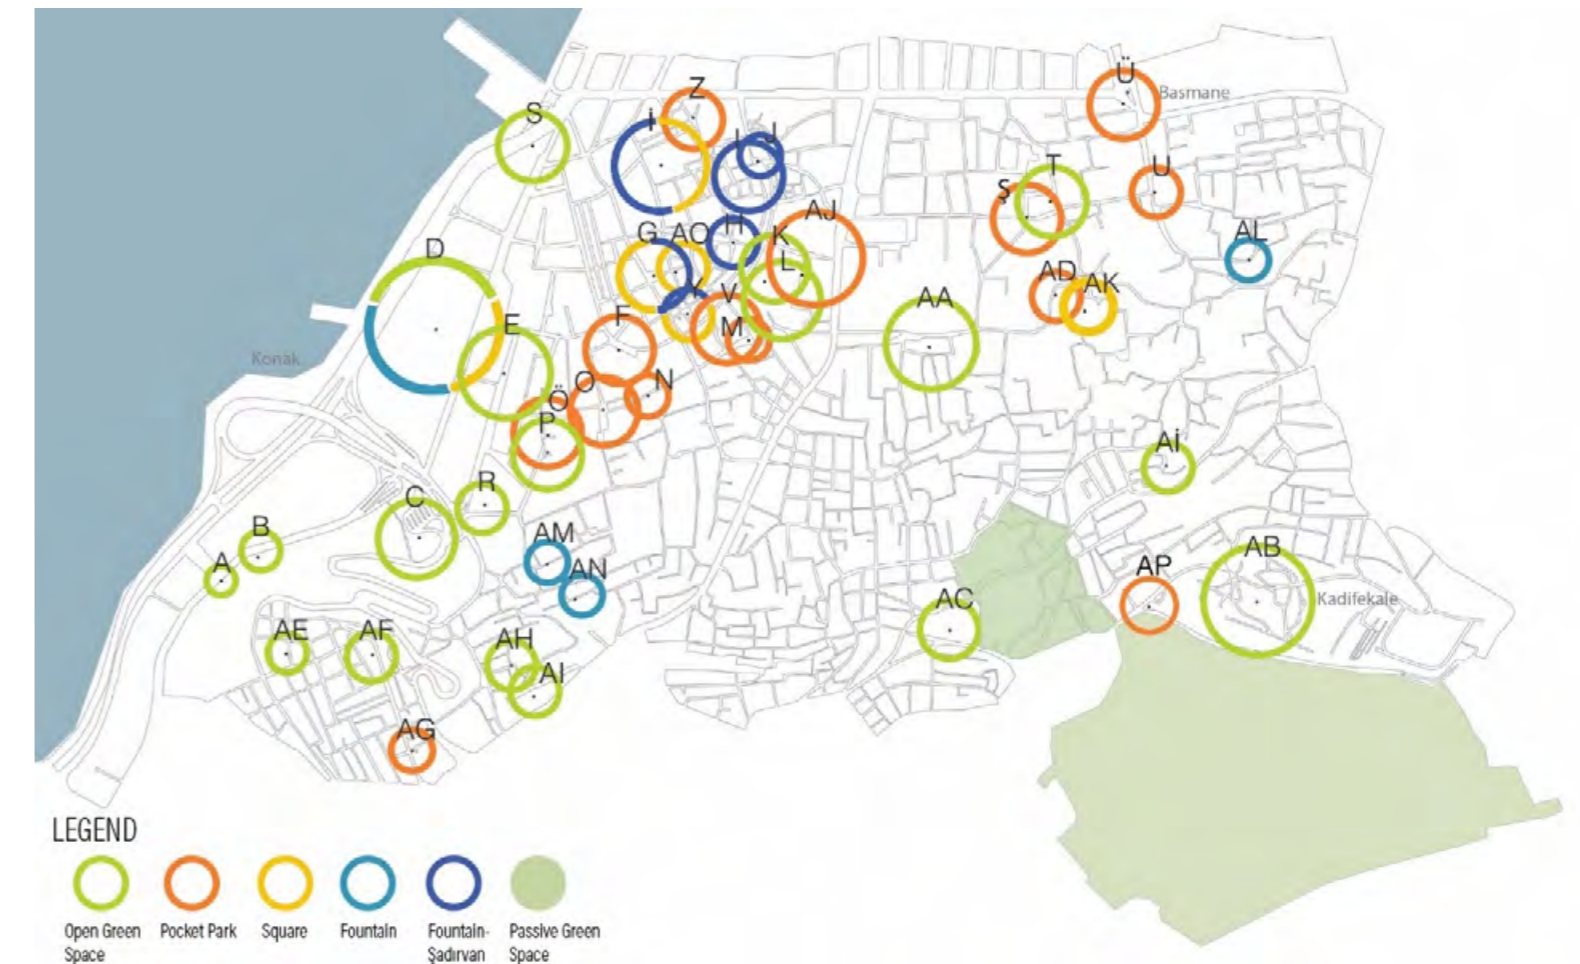 Ü
Basmane
Z
S
İ
I
J
T
U
Ş
AJ
H
G
AO
K
AL
D
L
AD
AK
Y
V
AA
E
F
M
Konak
O
N
Ö
P
Aİ
R
C
B
AM
AB
A
AN
AP
AC
Kadifekale
AE
AF
AH
AI
AG
LEGEND
Open Green Space
Pocket Park
Square
Fountain
Fountain-Şadırvan
Passive Green Space